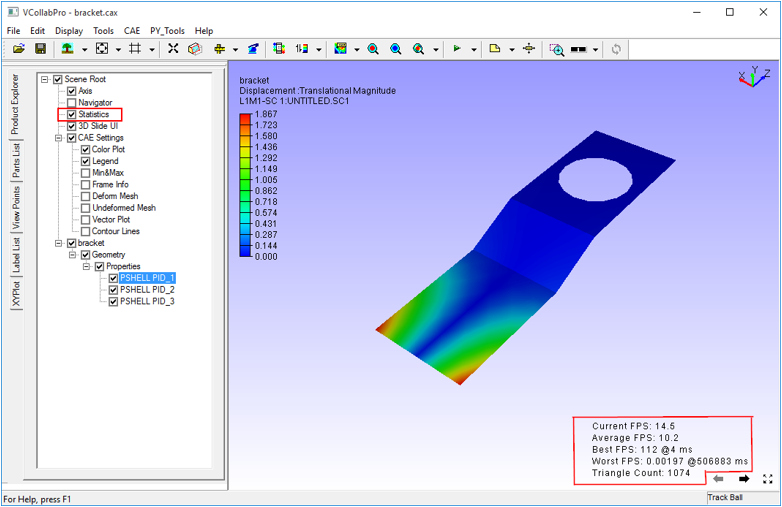 VCollabPro - bracket.cax
File Edit Display Tools CAE PY_Tools Help
Product Explorer
Parts List
View Points
Label List
XYPlot
Scene Root
Axis
Navigator
Statistics
3D Slide UI
CAE Settings
Color Plot
Legend
Min&Max
Frame Info
Deform Mesh
Undeformed Mesh
Vector Plot
Contour Lines
bracket
Geometry
Properties
PSHELL PID_1
PSHELL PID_2
PSHELL PID_3
bracket
Displacement :Translational Magnitude
L1M1-SC 1:UNTITLED.SC1
1.867
1.723
1.580
1.436
1.292
1.149
1.005
0.862
0.718
0.574
0.431
0.287
0.144
0.000
X Y Z
Current FPS: 14.5
Average FPS: 10.2
Best FPS: 112 @4 ms
Worst FPS: 0.00197 @506883 ms
Triangle Count: 1074
For Help, press F1
Track Ball